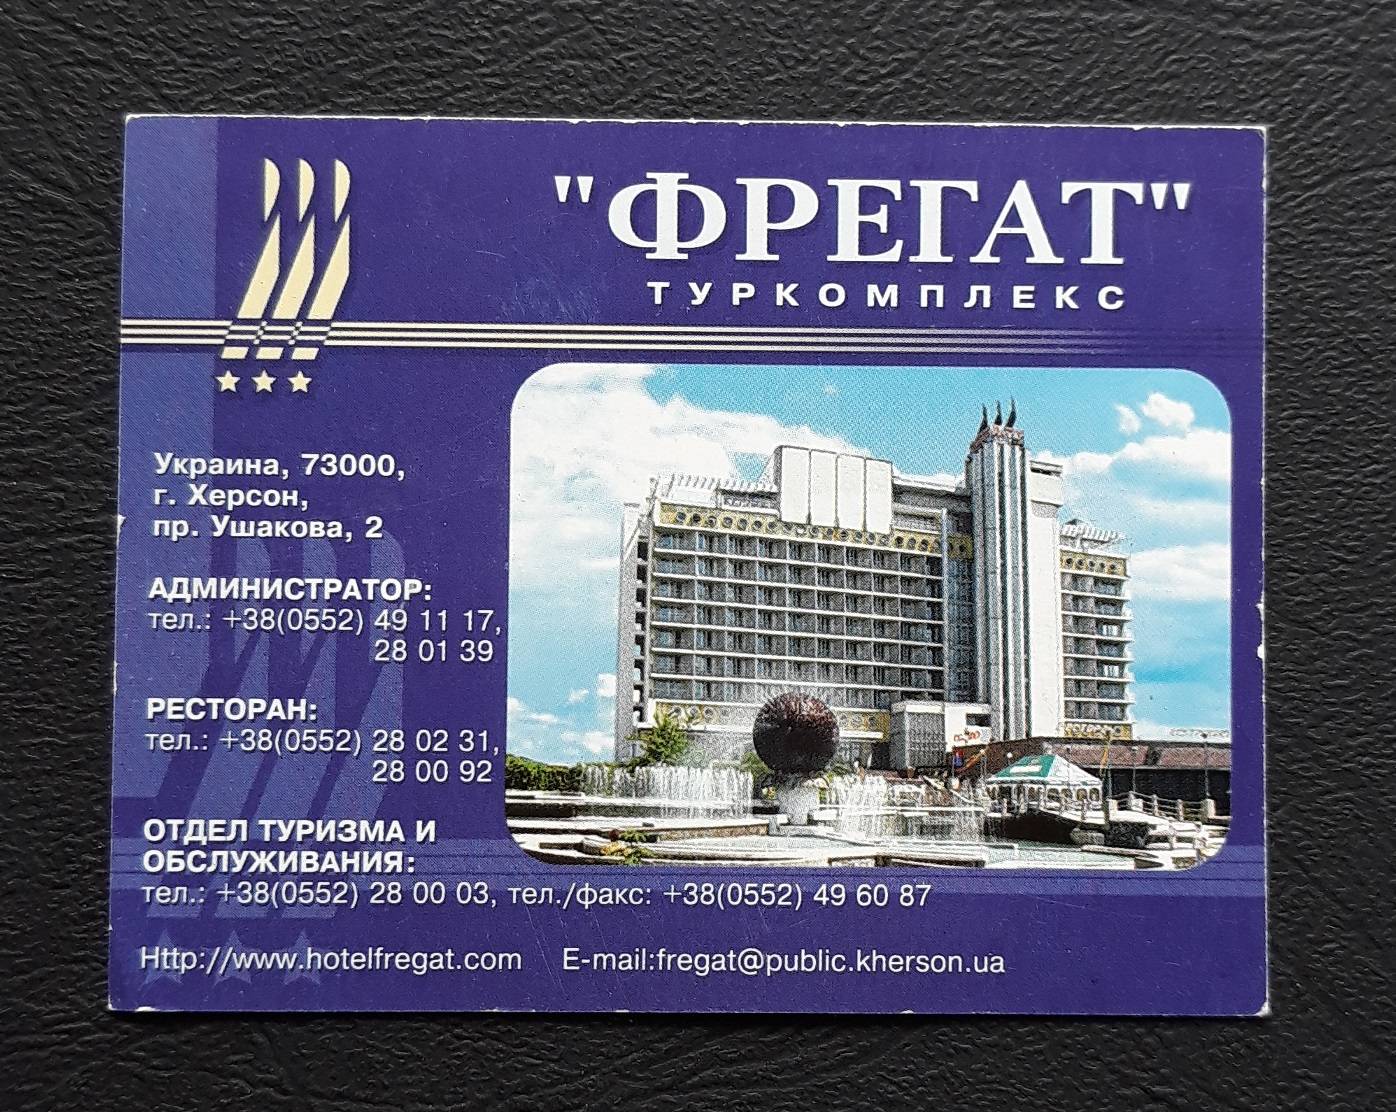 "ФРЕГАТ"
ТУРКОМПЛЕКС
Украина, 73000,
г. Херсон,
пр. Ушакова, 2
АДМИНИСТРАТОР:
тел.: +38(0552) 49 11 17,
28 01 39
РЕСТОРАН:
тел.: +38(0552) 28 02 31,
28 00 92
ОТДЕЛ ТУРИЗМА И
ОБСЛУЖИВАНИЯ:
тел.: +38(0552) 28 00 03, тел./факс: +38(0552) 49 60 87
Http://www.hotelfregat.com E-mail:fregat@public.kherson.ua